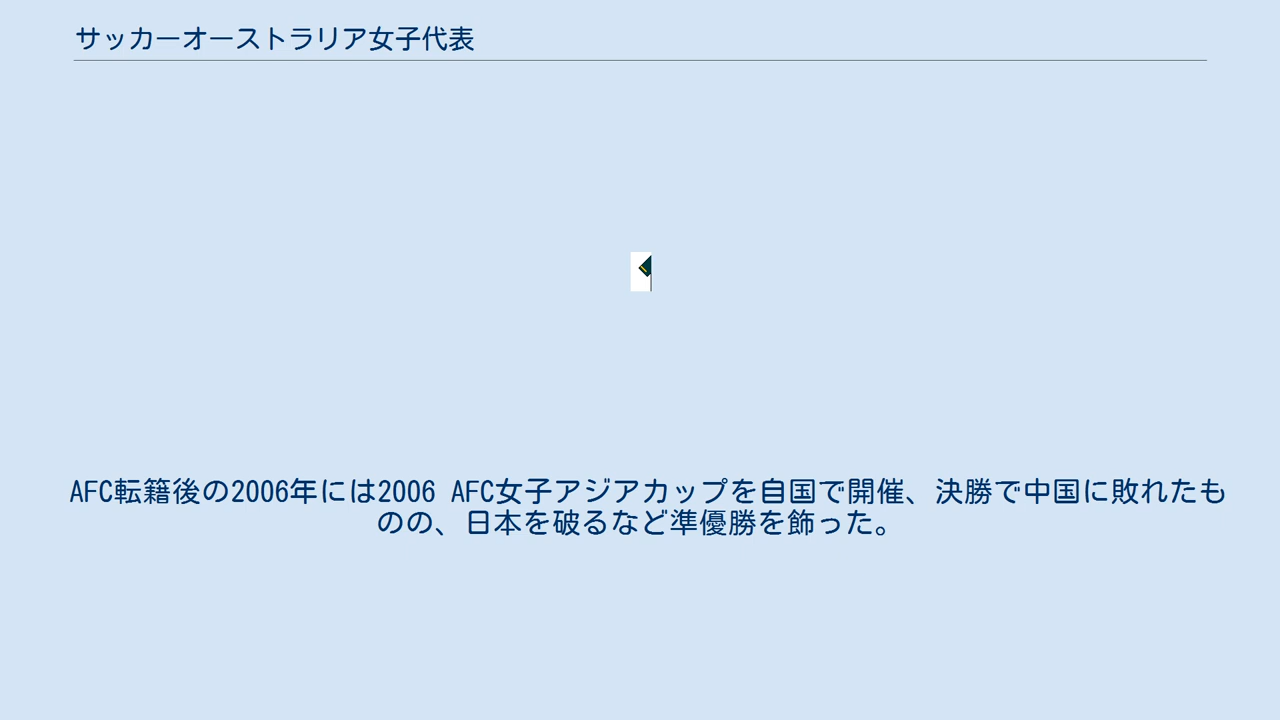 サッカーオーストラリア女子代表
AFC転籍後の2006年には2006 AFC女子アジアカップを自国で開催、決勝で中国に敗れたも
のの、日本を破るなど準優勝を飾った。